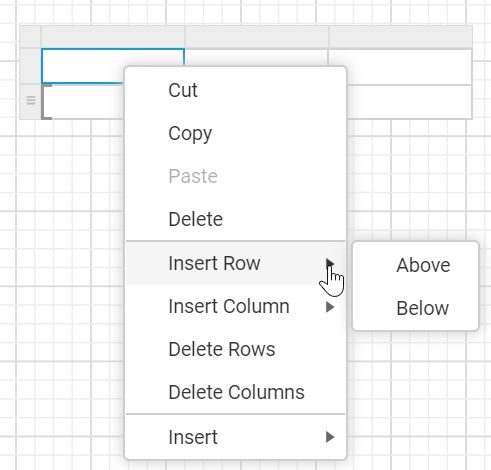 Cut
Copy
Paste
Delete
Insert Row
Above
Insert Column
Below
Delete Rows
Delete Columns
Insert